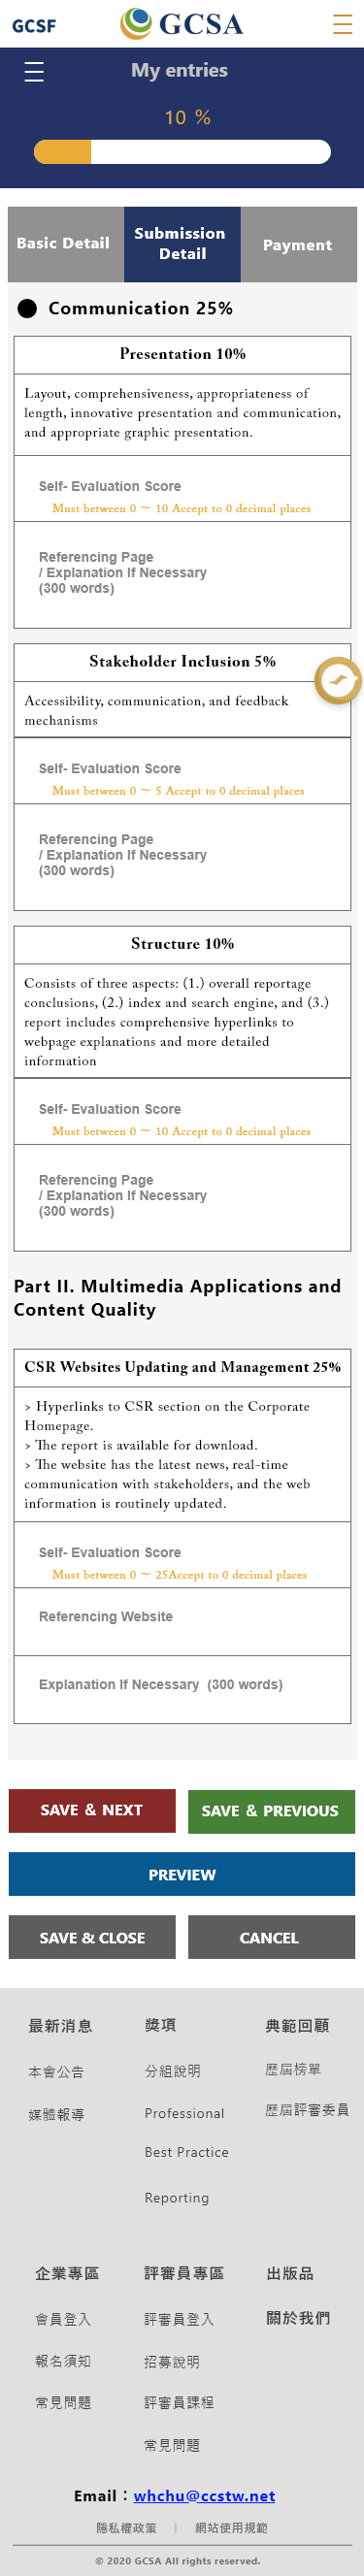 GCSF
GCSA
My entries
10 %
Basic Detail
Submission
Detail
Payment
Communication 25%
Presentation 10%
Layout, comprehensiveness, appropriateness of
length, innovative presentation and communication,
and appropriate graphic presentation.
Self- Evaluation Score
Must between 0 ～ 10 Accept to 0 decimal places
Referencing Page
/ Explanation If Necessary
(300 words)
Stakeholder Inclusion 5%
Accessibility, communication, and feedback
mechanisms
Self- Evaluation Score
Must between 0 ～ 5 Accept to 0 decimal places
Referencing Page
/ Explanation If Necessary
(300 words)
Structure 10%
Consists of three aspects: (1.) overall reportage
conclusions, (2.) index and search engine, and (3.)
report includes comprehensive hyperlinks to
webpage explanations and more detailed
information
Self- Evaluation Score
Must between 0 ～ 10 Accept to 0 decimal places
Referencing Page
/ Explanation If Necessary
(300 words)
Part II. Multimedia Applications and
Content Quality
CSR Websites Updating and Management 25%
> Hyperlinks to CSR section on the Corporate
Homepage.
> The report is available for download.
> The website has the latest news, real-time
communication with stakeholders, and the web
information is routinely updated.
Self- Evaluation Score
Must between 0 ～ 25Accept to 0 decimal places
Referencing Website
Explanation If Necessary (300 words)
SAVE & NEXT
SAVE & PREVIOUS
PREVIEW
SAVE & CLOSE
CANCEL
最新消息
本會公告
媒體報導
獎項
分組說明
Professional
Best Practice
Reporting
典範回顧
歷屆榜單
歷屆評審委員
企業專區
會員登入
報名須知
常見問題
評審員專區
評審員登入
招募說明
評審員課程
常見問題
出版品
關於我們
Email：whchu@ccstw.net
隱私權政策 | 網站使用規範
© 2020 GCSA All rights reserved.